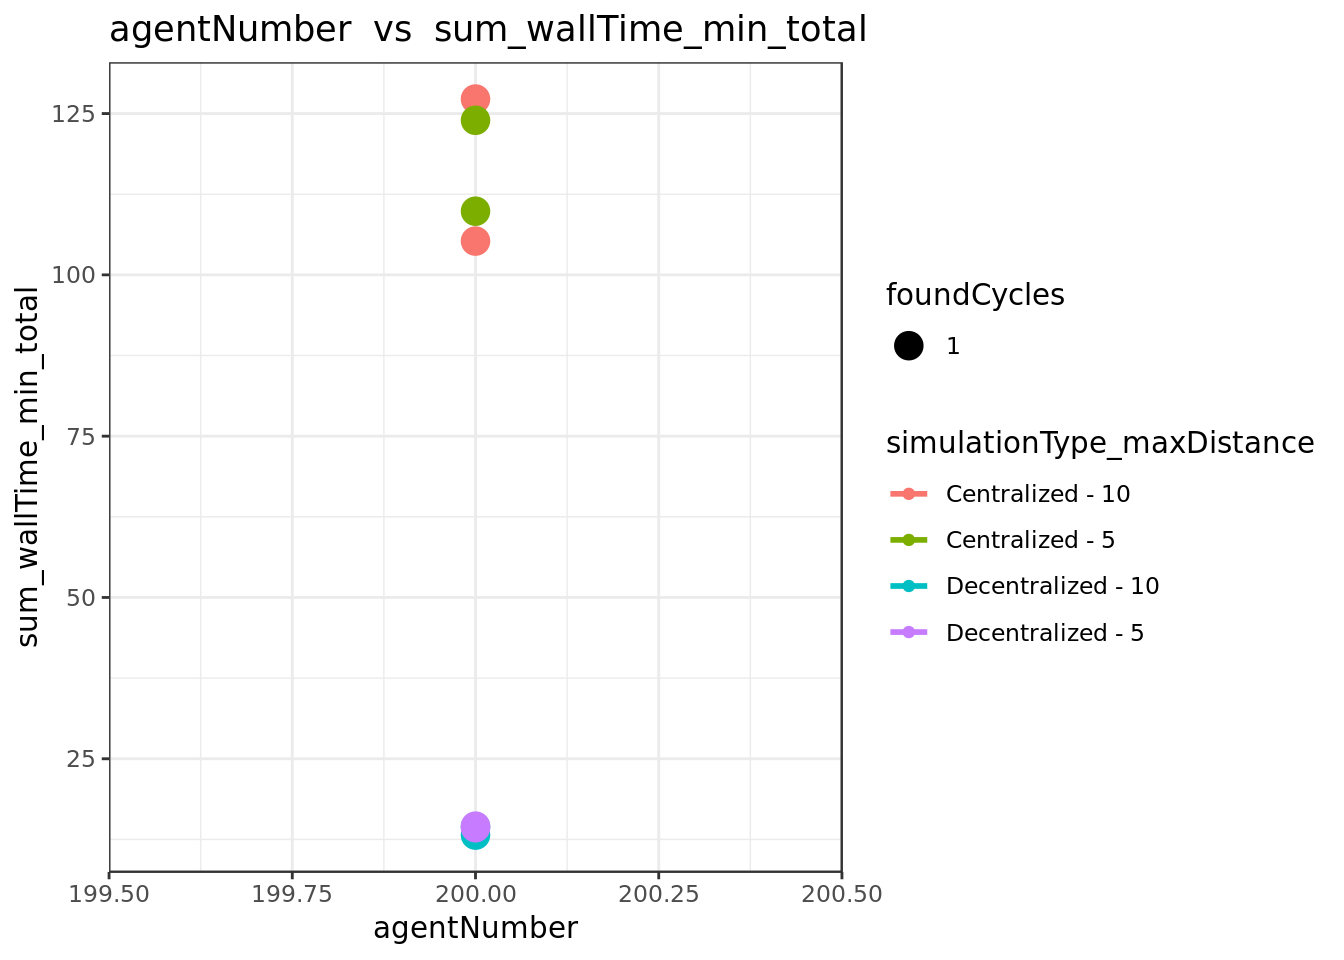 agentNumber vs sum_wallTime_min_total
125
100
75
50
25
sum_wallTime_min_total
199.50 199.75 200.00 200.25 200.50
agentNumber
foundCycles
1
simulationType_maxDistance
Centralized - 10
Centralized - 5
Decentralized - 10
Decentralized - 5